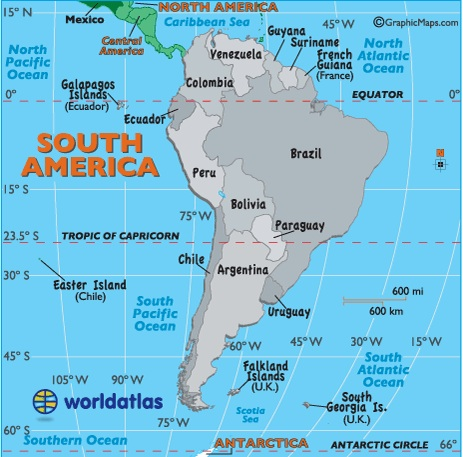 15°N
NORTH AMERICA
45°W
©GraphicMaps.com
Mexico
Caribbean Sea
Central
America
Guyana
Suriname
French
Guiana
(France)
North
Pacific
Ocean
North
Atlantic
Ocean
Venezuela
Colombia
Galapagos
Islands
(Ecuador)
0°
EQUATOR
0°
Ecuador
SOUTH
AMERICA
Brazil
N
Peru
15°S
75°W
Bolivia
TROPIC OF CAPRICORN
Paraguay
23.5°S
Chile
Argentina
30°S
Easter Island
(Chile)
600 mi
600 km
South
Pacific
Ocean
Uruguay
45°S
60°W
45°W
30°W
15°W
South
Atlantic
Ocean
Falkland
Islands
(U.K.)
105°W
90°W
worldatlas
South
Georgia Is.
(U.K.)
Scotia
Sea
75°W
60°S
Southern Ocean
ANTARCTICA
ANTARCTIC CIRCLE
66°